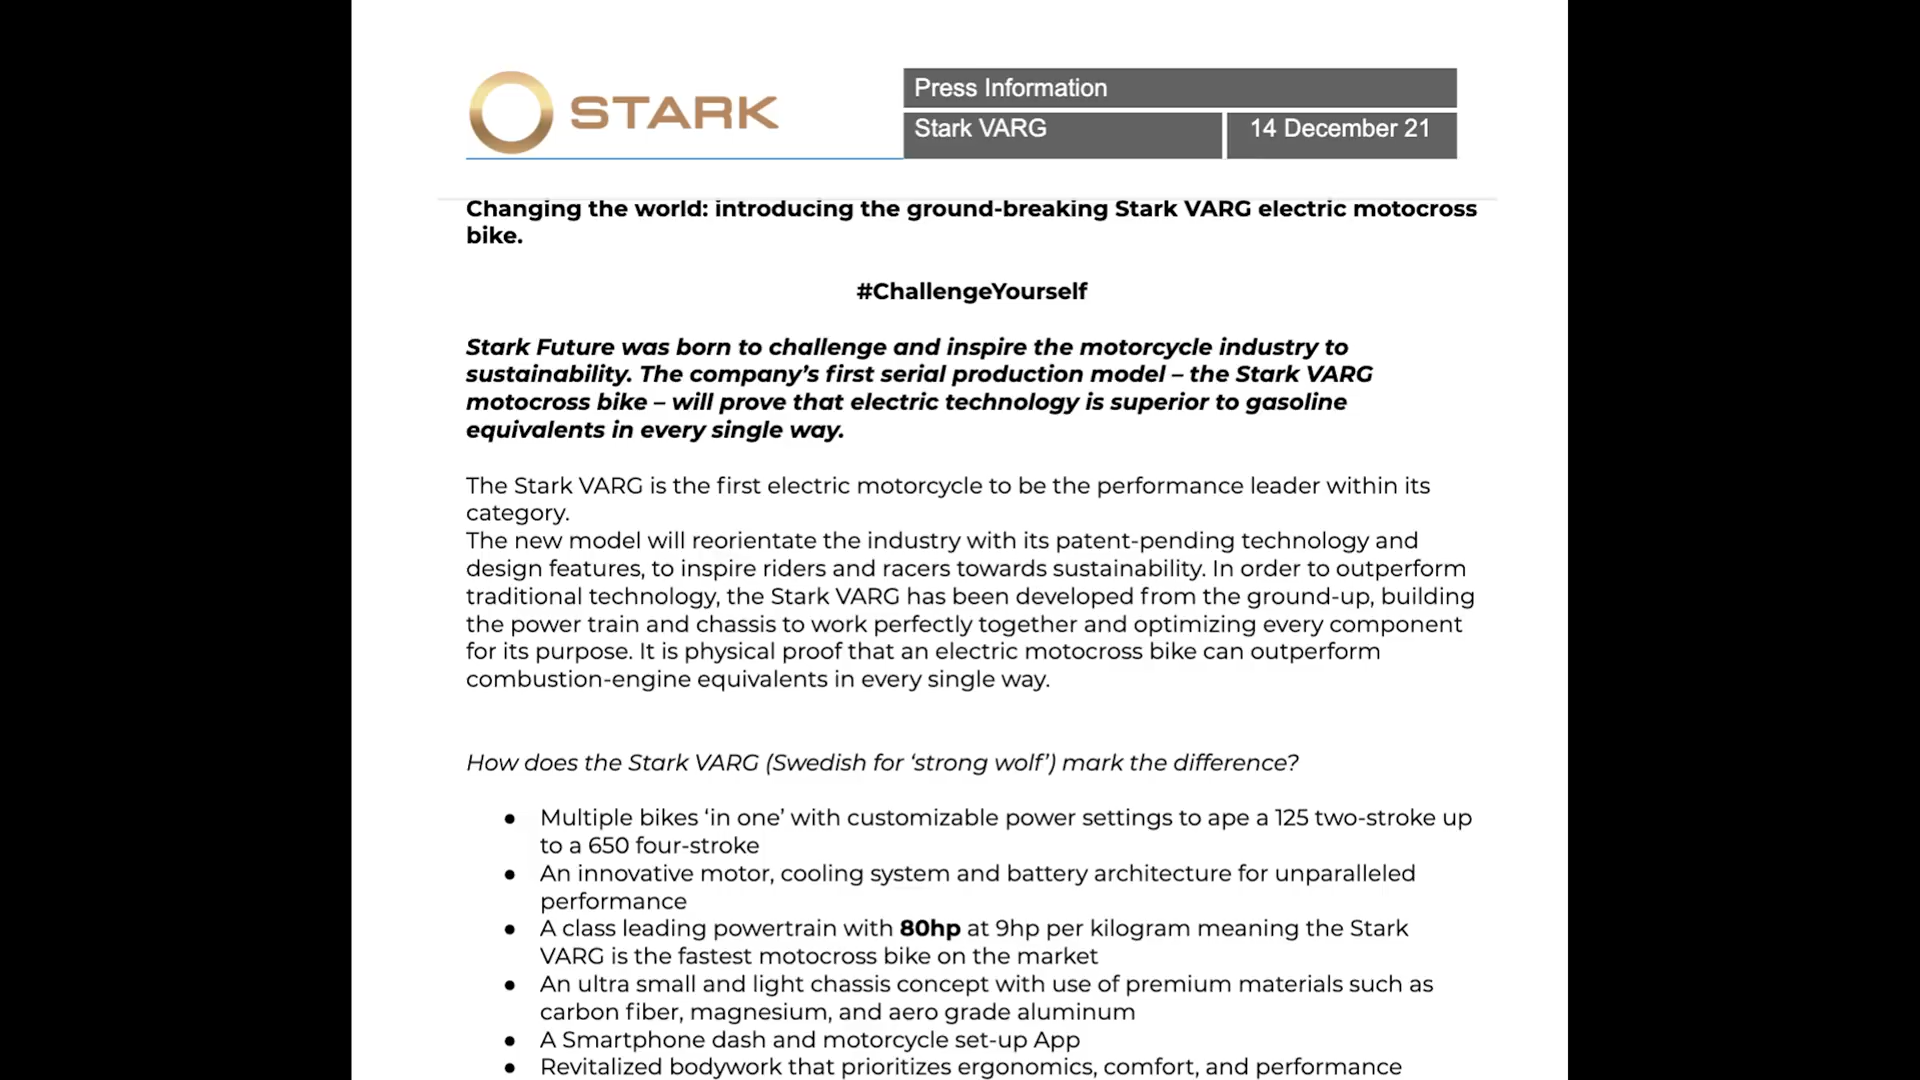 STARK
Press Information
Stark VARG
14 December 21
Changing the world: introducing the ground-breaking Stark VARG electric motocross
bike.
#ChallengeYourself
Stark Future was born to challenge and inspire the motorcycle industry to
sustainability. The company’s first serial production model – the Stark VARG
motocross bike – will prove that electric technology is superior to gasoline
equivalents in every single way.
The Stark VARG is the first electric motorcycle to be the performance leader within its
category.
The new model will reorientate the industry with its patent-pending technology and
design features, to inspire riders and racers towards sustainability. In order to outperform
traditional technology, the Stark VARG has been developed from the ground-up, building
the power train and chassis to work perfectly together and optimizing every component
for its purpose. It is physical proof that an electric motocross bike can outperform
combustion-engine equivalents in every single way.
How does the Stark VARG (Swedish for ‘strong wolf’) mark the difference?
● Multiple bikes ‘in one’ with customizable power settings to ape a 125 two-stroke up
to a 650 four-stroke
● An innovative motor, cooling system and battery architecture for unparalleled
performance
● A class leading powertrain with 80hp at 9hp per kilogram meaning the Stark
VARG is the fastest motocross bike on the market
● An ultra small and light chassis concept with use of premium materials such as
carbon fiber, magnesium, and aero grade aluminum
● A Smartphone dash and motorcycle set-up App
● Revitalized bodywork that prioritizes ergonomics, comfort, and performance